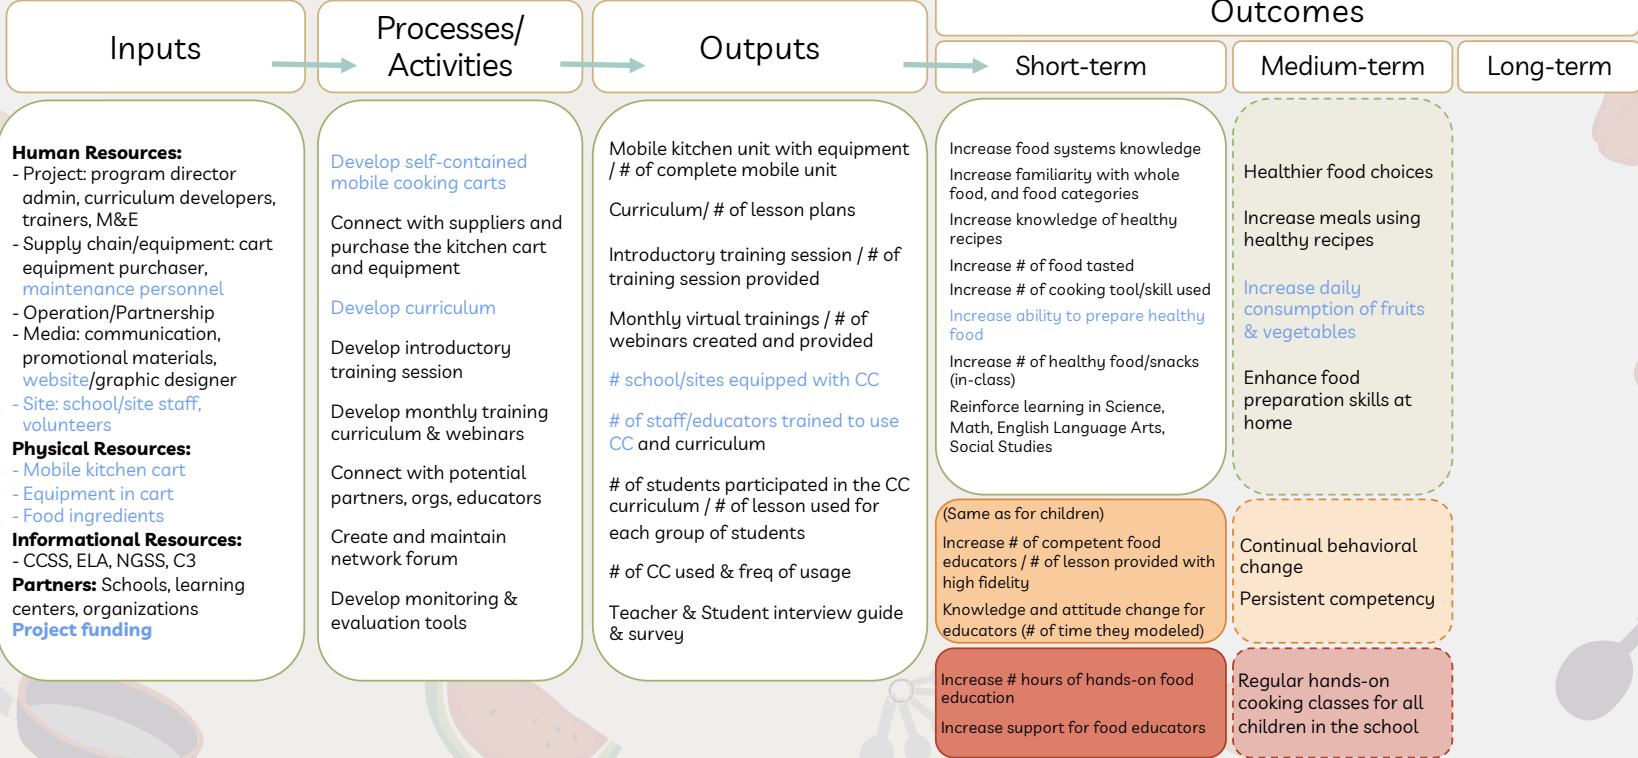 Inputs
Processes/
Activities
Outputs
Outcomes
Short-term
Medium-term
Long-term
Human Resources:
- Project: program director
admin, curriculum developers,
trainers, M&E
- Supply chain/equipment: cart
equipment purchaser,
maintenance personnel
- Operation/Partnership
- Media: communication,
promotional materials,
website/graphic designer
- Site: school/site staff,
volunteers
Physical Resources:
- Mobile kitchen cart
- Equipment in cart
- Food ingredients
Informational Resources:
- CCSS, ELA, NGSS, C3
Partners: Schools, learning
centers, organizations
Project funding
Develop self-contained
mobile cooking carts
Connect with suppliers and
purchase the kitchen cart
and equipment
Develop curriculum
Develop introductory
training session
Develop monthly training
curriculum & webinars
Connect with potential
partners, orgs, educators
Create and maintain
network forum
Develop monitoring &
evaluation tools
Mobile kitchen unit with equipment
/ # of complete mobile unit
Curriculum/ # of lesson plans
Introductory training session / # of
training session provided
Monthly virtual trainings / # of
webinars created and provided
# school/sites equipped with CC
# of staff/educators trained to use
CC and curriculum
# of students participated in the CC
curriculum / # of lesson used for
each group of students
# of CC used & freq of usage
Teacher & Student interview guide
& survey
Increase food systems knowledge
Increase familiarity with whole
food, and food categories
Increase knowledge of healthy
recipes
Increase # of food tasted
Increase # of cooking tool/skill used
Increase ability to prepare healthy
food
Increase # of healthy food/snacks
(in-class)
Reinforce learning in Science,
Math, English Language Arts,
Social Studies
(Same as for children)
Increase # of competent food
educators / # of lesson provided with
high fidelity
Knowledge and attitude change for
educators (# of time they modeled)
Increase # hours of hands-on food
education
Increase support for food educators
Healthier food choices
Increase meals using
healthy recipes
Increase daily
consumption of fruits
& vegetables
Enhance food
preparation skills at
home
Continual behavioral
change
Persistent competency
Regular hands-on
cooking classes for all
children in the school